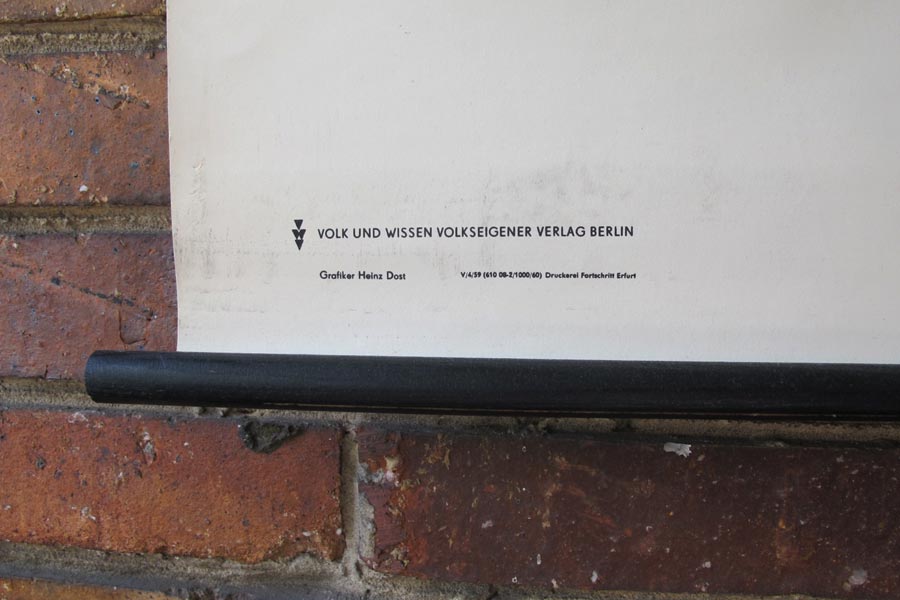 VOLK UND WISSEN VOLKSEIGENER VERLAG BERLIN
Grafiker Heinz Dost V/4/59 (610 08-2/1000/60) Druckerei Fortschritt Erfurt